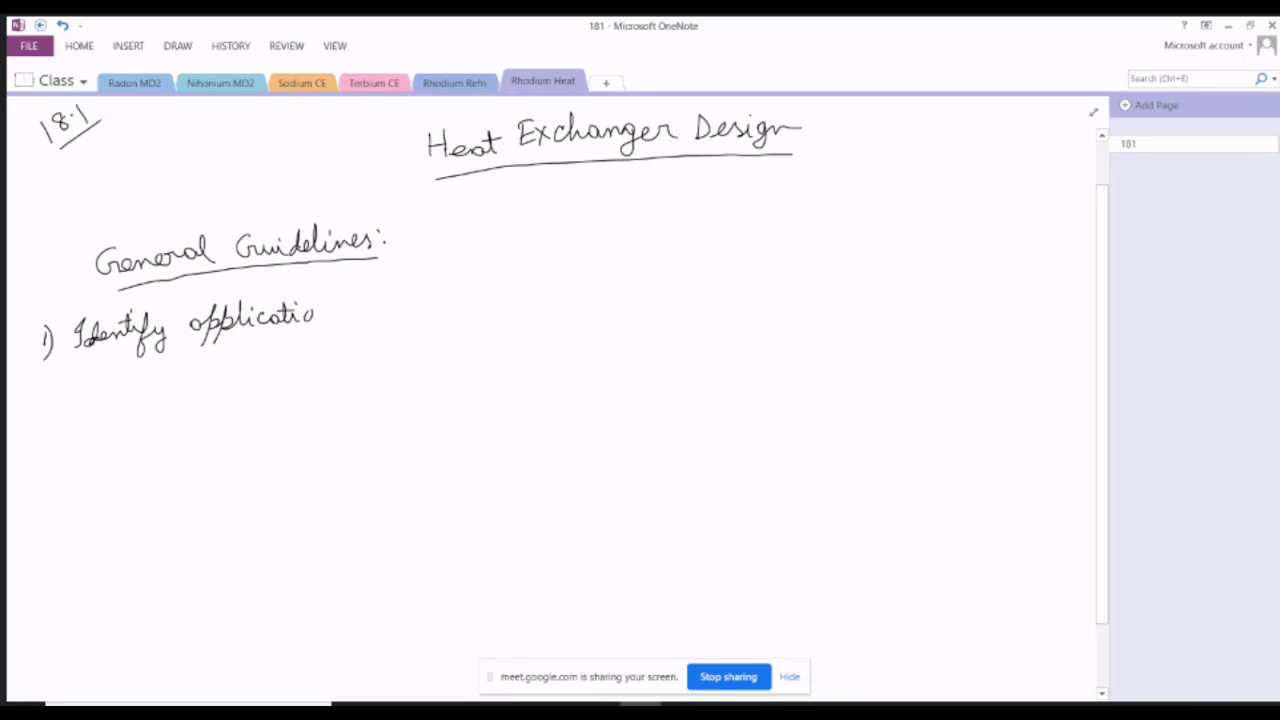 181 - Microsoft OneNote
?
FILE HOME INSERT DRAW HISTORY REVIEW VIEW
Microsoft account
Class
Radon MD2 Nihonium MD2 Sodium CE Terbium CE Rhodium Refri Rhodium Heat +
Search (Ctrl+E)
Add Page
181
18.1
Heat Exchanger Design
General Guidelines:
1) Identify applicatio
meet.google.com is sharing your screen. Stop sharing Hide